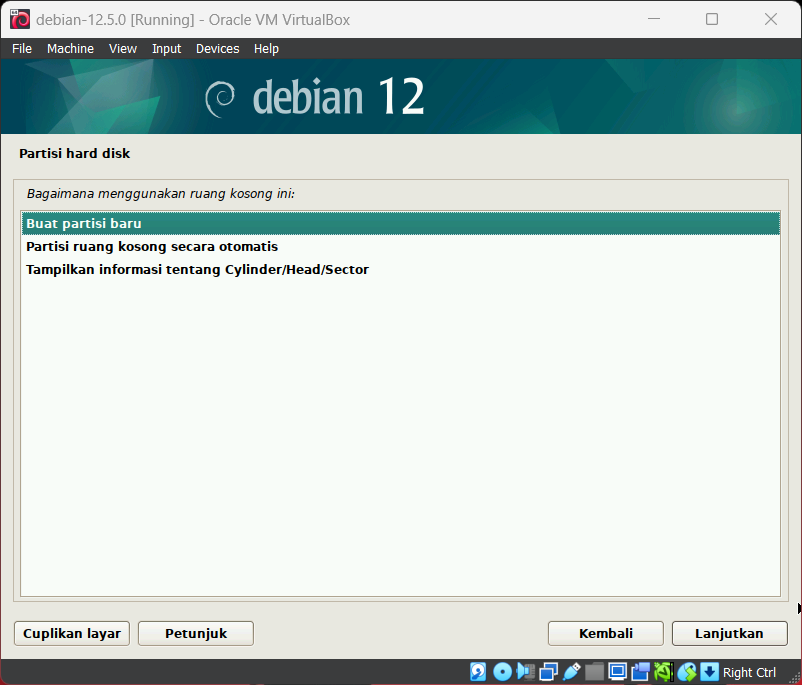 debian-12.5.0 [Running] - Oracle VM VirtualBox
File Machine View Input Devices Help
debian 12
Partisi hard disk
Bagaimana menggunakan ruang kosong ini:
Buat partisi baru
Partisi ruang kosong secara otomatis
Tampilkan informasi tentang Cylinder/Head/Sector
Cuplikan layar Petunjuk Kembali Lanjutkan
Right Ctrl